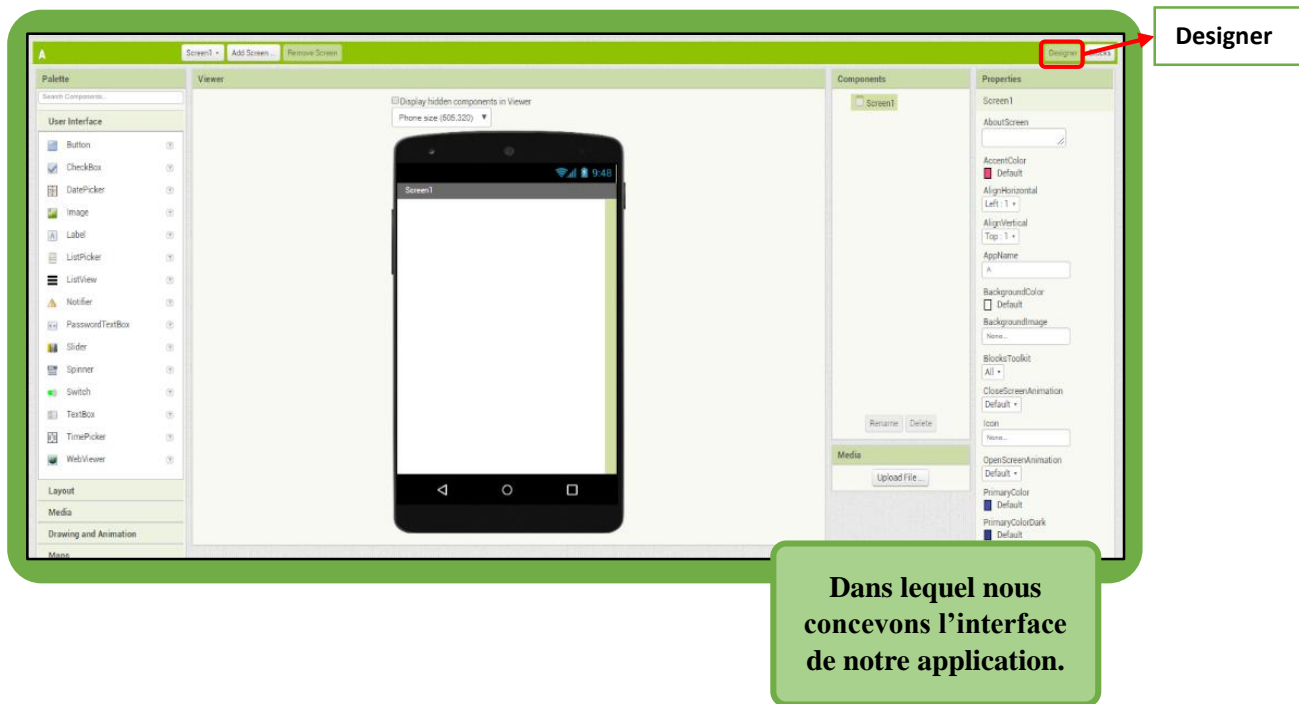 Designer
A
Screen1
Add Screen ...
Remove Screen
Designer
Palette
Search Components...
User Interface
Button
CheckBox
DatePicker
Image
Label
ListPicker
ListView
Notifier
PasswordTextBox
Slider
Spinner
Switch
TextBox
TimePicker
WebViewer
Layout
Media
Drawing and Animation
Maps
Viewer
Display hidden components in Viewer
Phone size (505,320)
9:48
Screen1
Components
Screen1
Rename Delete
Media
Upload File ...
Properties
Screen1
AboutScreen
AccentColor
Default
AlignHorizontal
Left : 1
AlignVertical
Top : 1
AppName
A
BackgroundColor
Default
BackgroundImage
None...
BlocksToolkit
All
CloseScreenAnimation
Default
Icon
None...
OpenScreenAnimation
Default
PrimaryColor
Default
PrimaryColorDark
Default
Dans lequel nous
concevons l’interface
de notre application.